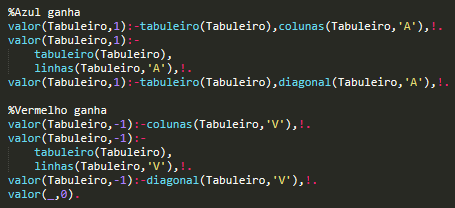 %Azul ganha
valor(Tabuleiro,1):-tabuleiro(Tabuleiro),colunas(Tabuleiro,'A'),!.
valor(Tabuleiro,1):-
    tabuleiro(Tabuleiro),
    linhas(Tabuleiro,'A'),!.
valor(Tabuleiro,1):-tabuleiro(Tabuleiro),diagonal(Tabuleiro,'A'),!.

%Vermelho ganha
valor(Tabuleiro,-1):-colunas(Tabuleiro,'V'),!.
valor(Tabuleiro,-1):-
    tabuleiro(Tabuleiro),
    linhas(Tabuleiro,'V'),!.
valor(Tabuleiro,-1):-diagonal(Tabuleiro,'V'),!.
valor(_,0).